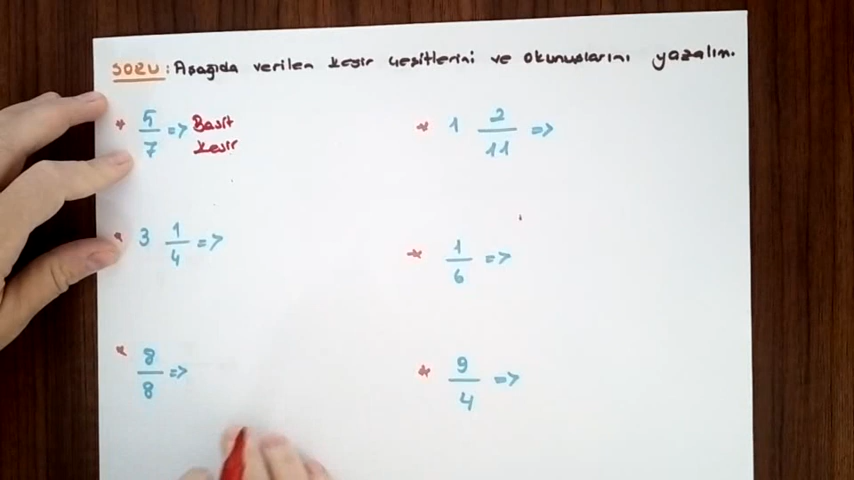 SORU: Aşağıda verilen kesir çeşitlerini ve okunuşlarını yazalım.
* 5/7 => Basit
kesir
* 1 2/11 =>
* 3 1/4 =>
* 1/6 =>
* 8/8 =>
* 9/4 =>